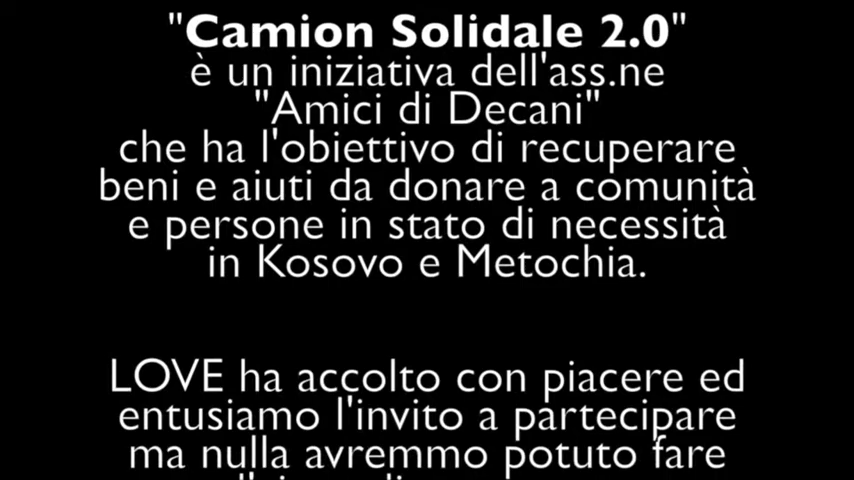 "Camion Solidale 2.0"
è un iniziativa dell'ass.ne
"Amici di Decani"
che ha l'obiettivo di recuperare
beni e aiuti da donare a comunità
e persone in stato di necessità
in Kosovo e Metochia.
LOVE ha accolto con piacere ed
entusiamo l'invito a partecipare
ma nulla avremmo potuto fare